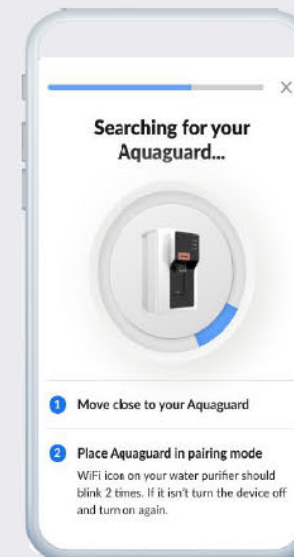 Searching for your
Aquaguard...
1 Move close to your Aquaguard
2 Place Aquaguard in pairing mode
WiFi icon on your water purifier should
blink 2 times. If it isn't turn the device off
and turn on again.